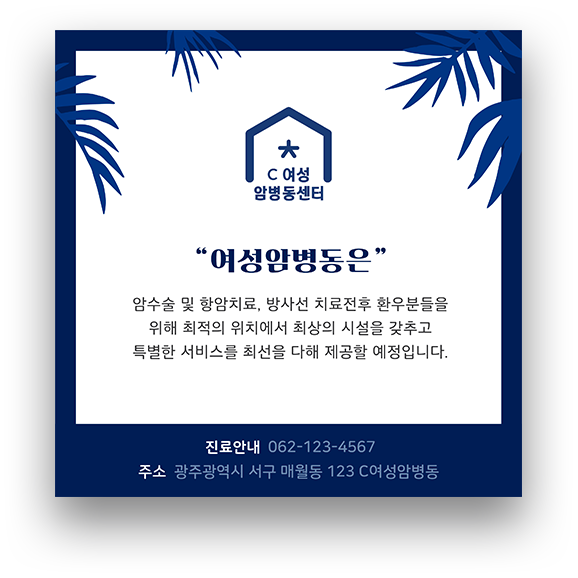 C 여성
암병동센터
“여성암병동은”
암수술 및 항암치료, 방사선 치료전후 환우분들을
위해 최적의 위치에서 최상의 시설을 갖추고
특별한 서비스를 최선을 다해 제공할 예정입니다.
진료안내 062-123-4567
주소 광주광역시 서구 매월동 123 C여성암병동